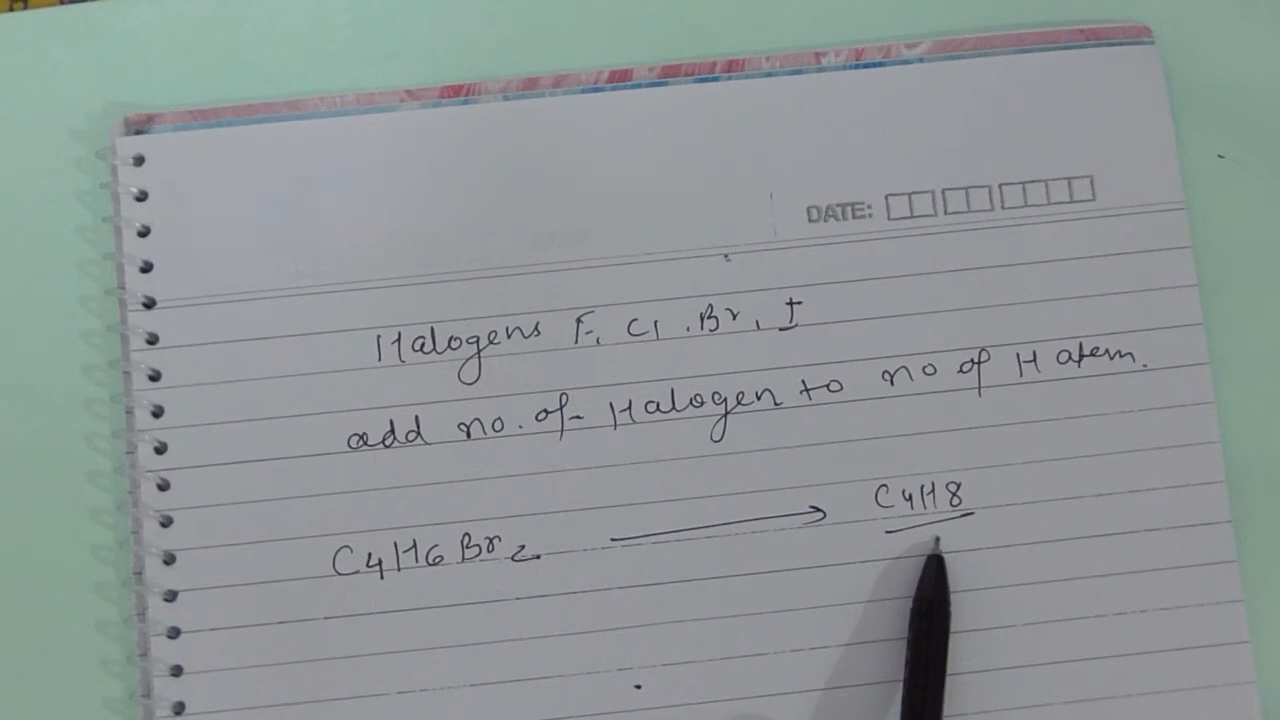 DATE:
Halogens F, Cl, Br, I
add no. of Halogen to no of H atom.
C4H6Br2 ⟶ C4H8